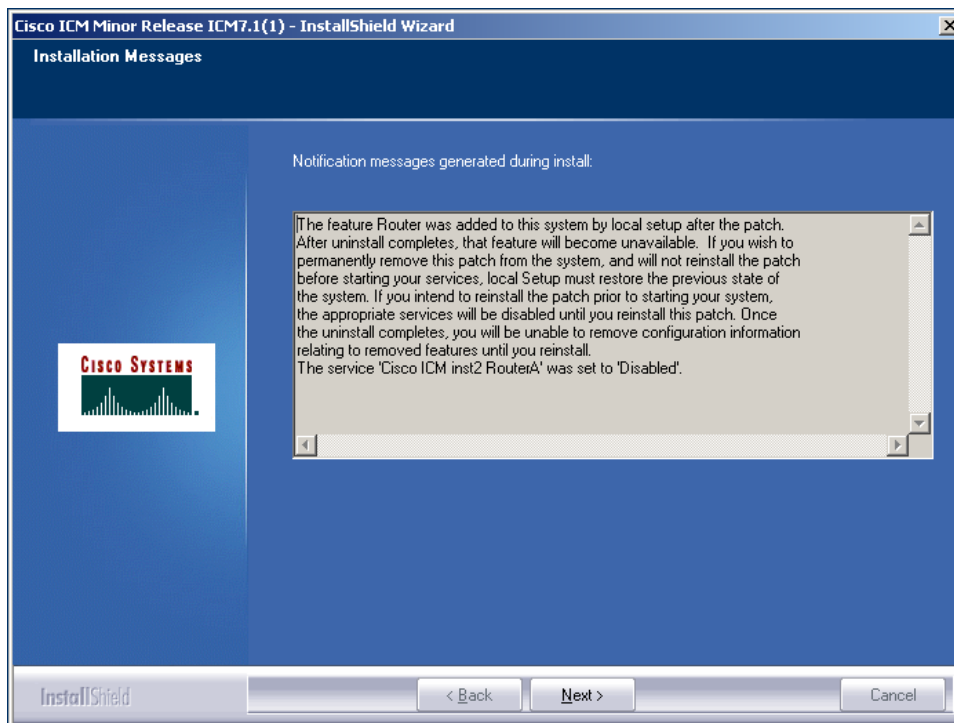 Cisco ICM Minor Release ICM7.1(1) - InstallShield Wizard
Installation Messages
Notification messages generated during install:
The feature Router was added to this system by local setup after the patch.
After uninstall completes, that feature will become unavailable.  If you wish to
permanently remove this patch from the system, and will not reinstall the patch
before starting your services, local Setup must restore the previous state of
the system. If you intend to reinstall the patch prior to starting your system,
the appropriate services will be disabled until you reinstall this patch. Once
the uninstall completes, you will be unable to remove configuration information
relating to removed features until you reinstall.
The service 'Cisco ICM inst2 RouterA' was set to 'Disabled'.
CISCO SYSTEMS
InstallShield
< Back
Next >
Cancel